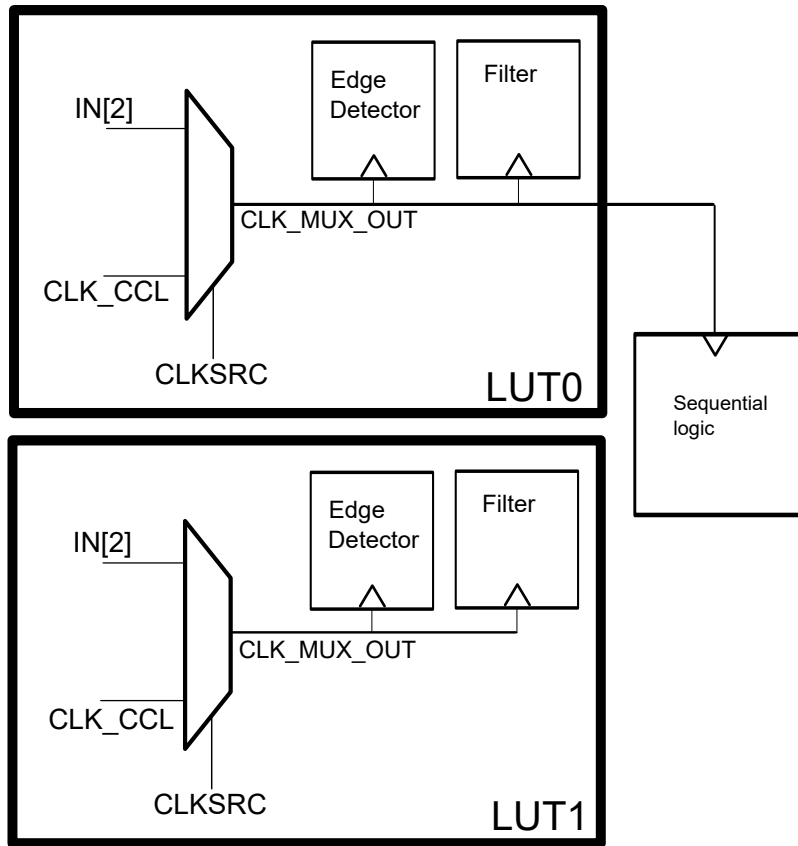 Edge
Detector
Filter
IN[2]
CLK_MUX_OUT
CLK_CCL
CLKSRC
LUT0
Sequential
logic
Edge
Detector
Filter
IN[2]
CLK_MUX_OUT
CLK_CCL
CLKSRC
LUT1